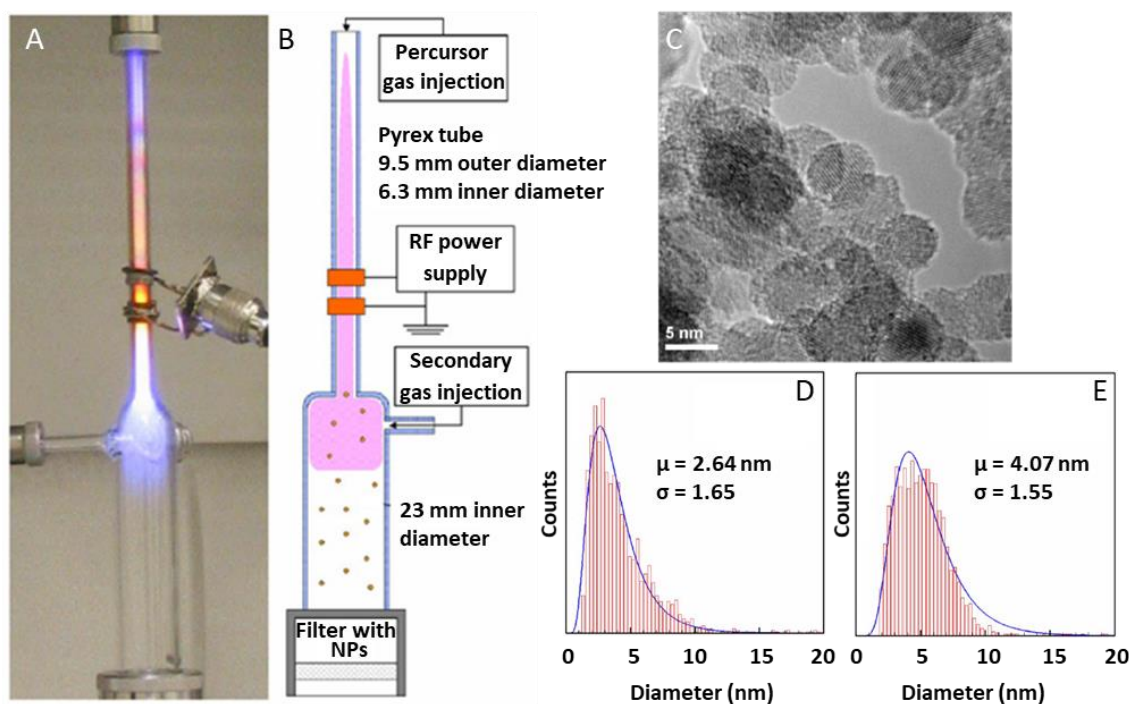 A
B
Percursor
gas injection
Pyrex tube
9.5 mm outer diameter
6.3 mm inner diameter
RF power
supply
Secondary
gas injection
23 mm inner
diameter
Filter with
NPs
C
5 nm
D
μ = 2.64 nm
σ = 1.65
Counts
0 5 10 15 20
Diameter (nm)
E
μ = 4.07 nm
σ = 1.55
Counts
0 5 10 15 20
Diameter (nm)